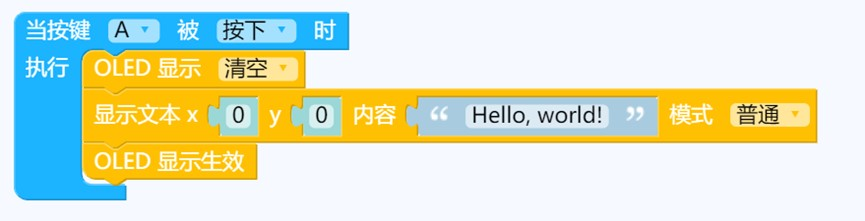 当按键 A 被 按下 时
执行 OLED 显示 清空
显示文本 x 0 y 0 内容 “ Hello, world! ” 模式 普通
OLED 显示生效